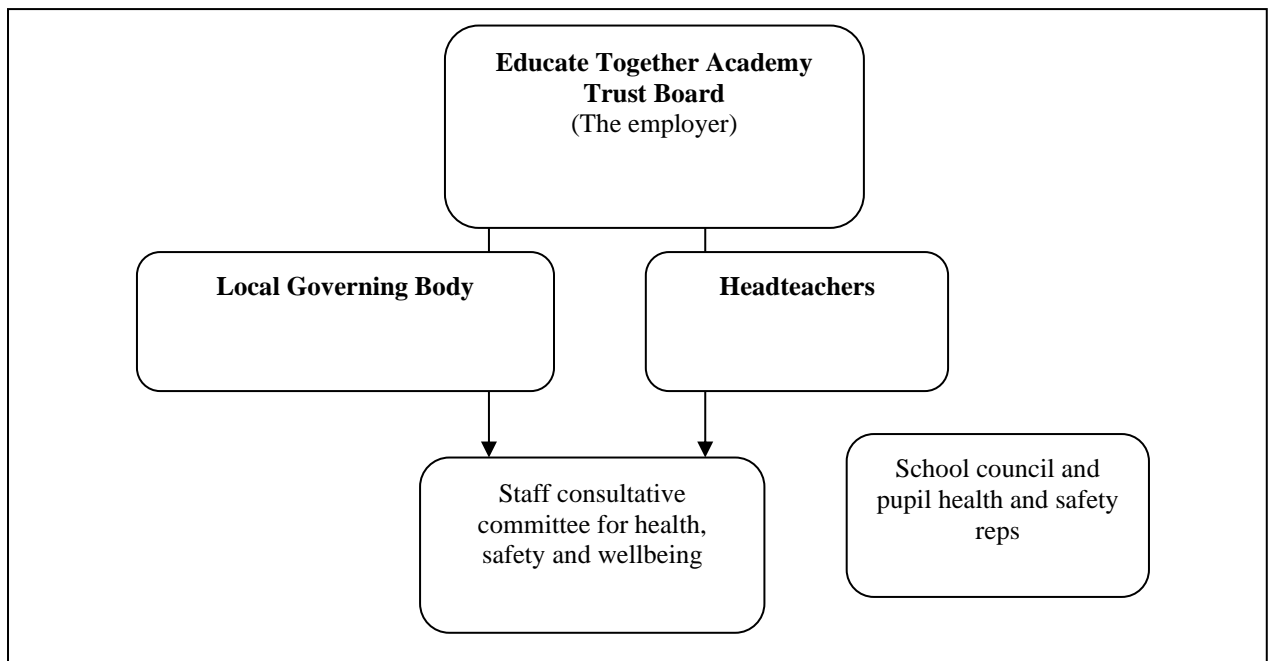 Educate Together Academy
Trust Board
(The employer)
Local Governing Body
Headteachers
Staff consultative
committee for health,
safety and wellbeing
School council and
pupil health and safety
reps